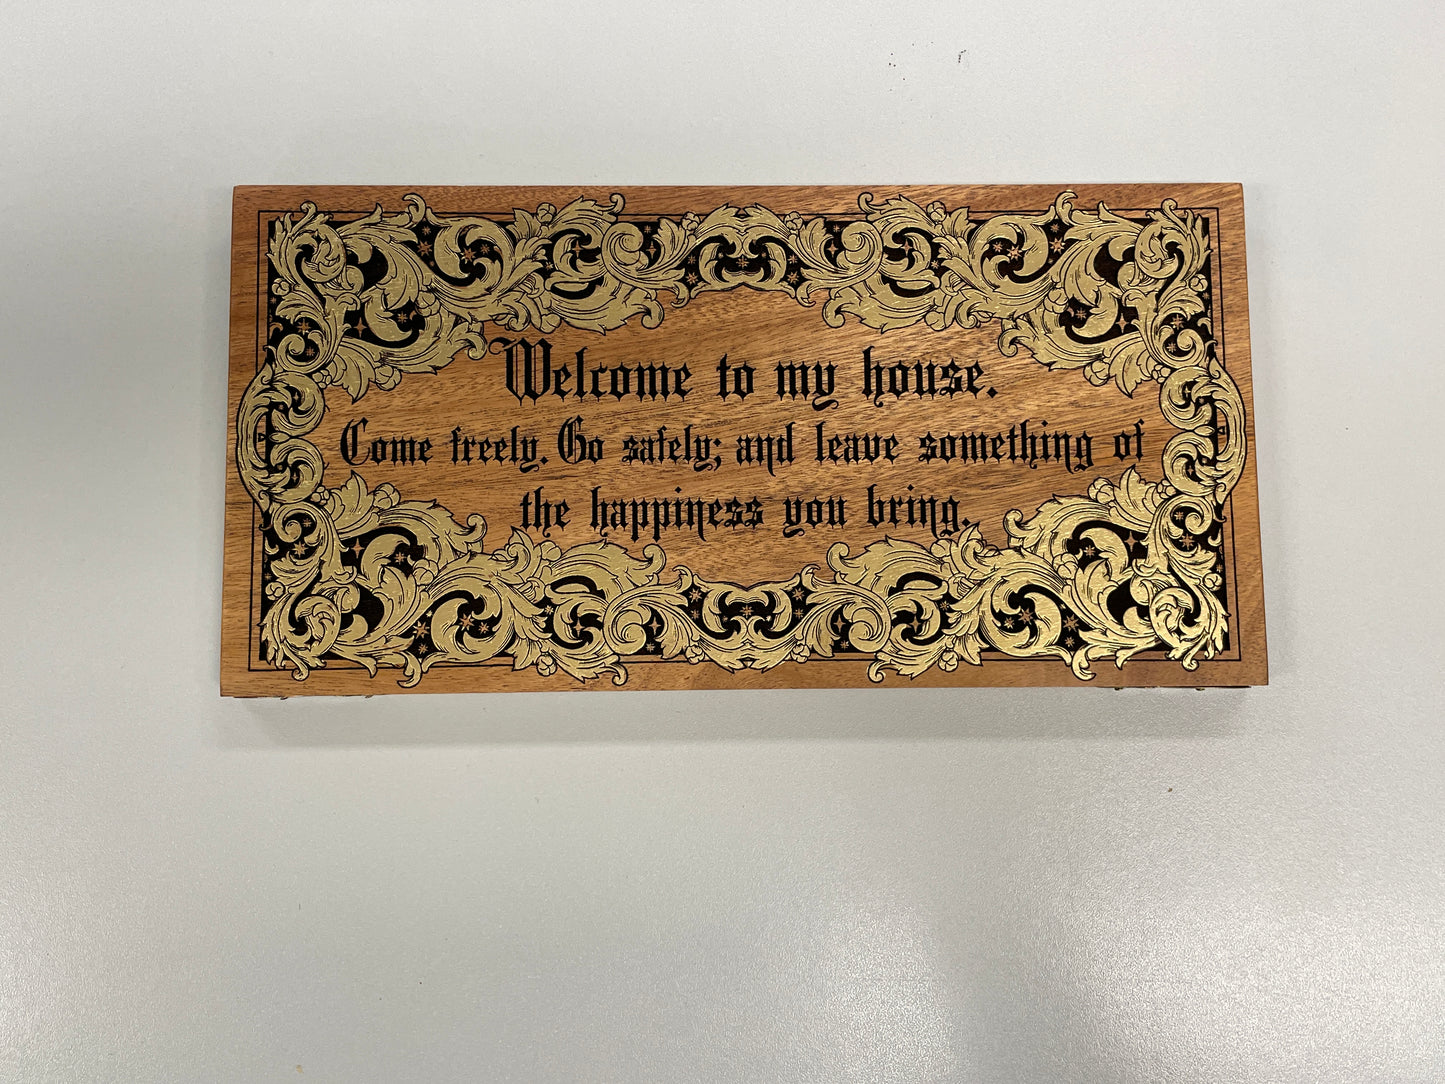 Welcome to my house.
Come freely. Go safely; and leave something of
the happiness you bring.